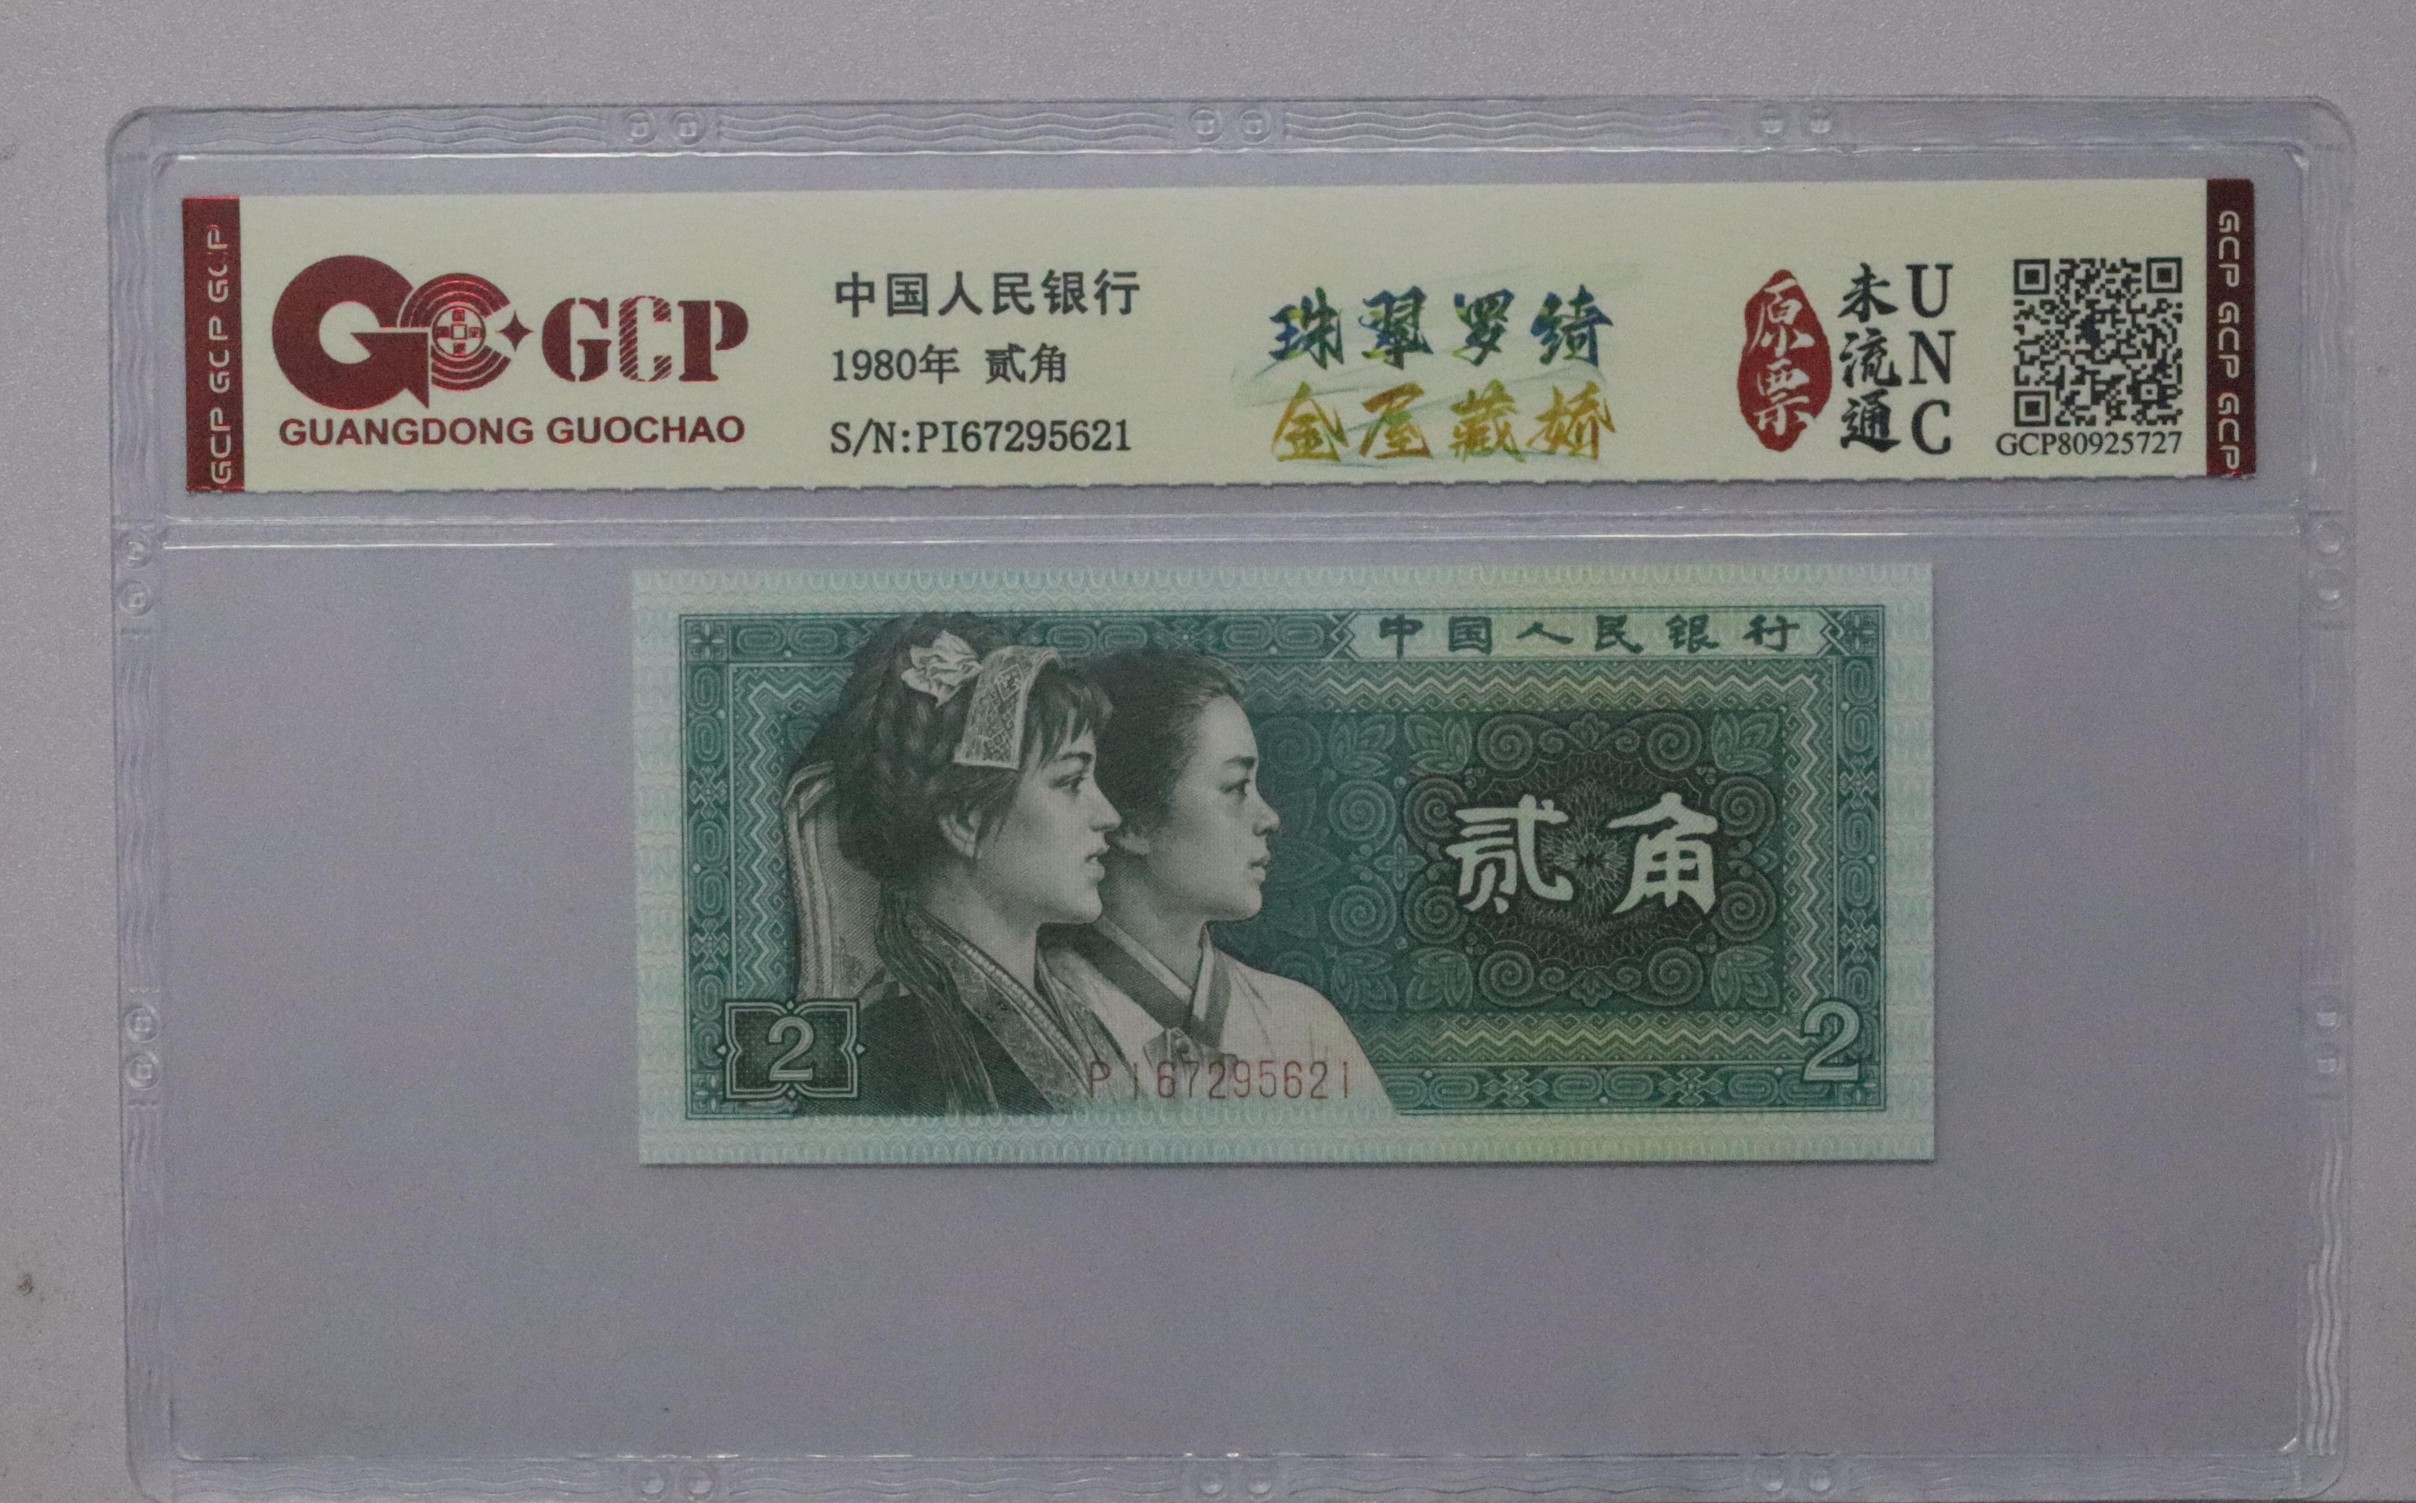 GCP GCP GCP
GCP
GUANGDONG GUOCHAO
中国人民银行
1980年 贰角
S/N:PI67295621
珠翠罗绮
金屋藏娇
原票
未流通
UNC
GCP80925727
GCP GCP GCP
中国人民银行
贰角
2
PI67295621
2